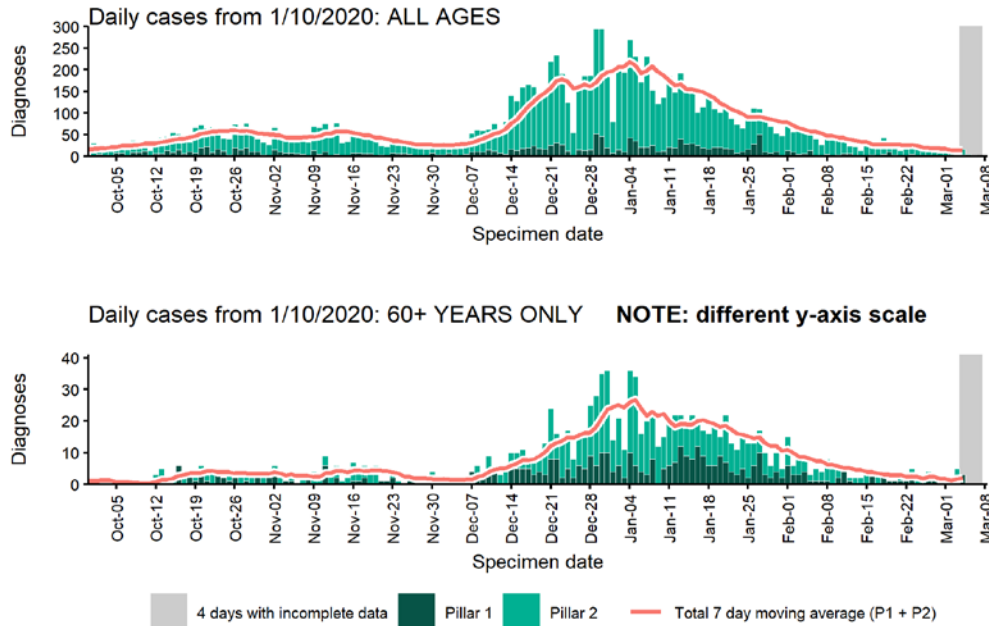 Daily cases from 1/10/2020: ALL AGES
300
250
200
150
100
50
0
Diagnoses
Oct-05
Oct-12
Oct-19
Oct-26
Nov-02
Nov-09
Nov-16
Nov-23
Nov-30
Dec-07
Dec-14
Dec-21
Dec-28
Jan-04
Jan-11
Jan-18
Jan-25
Feb-01
Feb-08
Feb-15
Feb-22
Mar-01
Mar-08
Specimen date
Daily cases from 1/10/2020: 60+ YEARS ONLY NOTE: different y-axis scale
40
30
20
10
0
Diagnoses
Oct-05
Oct-12
Oct-19
Oct-26
Nov-02
Nov-09
Nov-16
Nov-23
Nov-30
Dec-07
Dec-14
Dec-21
Dec-28
Jan-04
Jan-11
Jan-18
Jan-25
Feb-01
Feb-08
Feb-15
Feb-22
Mar-01
Mar-08
Specimen date
4 days with incomplete data Pillar 1 Pillar 2 Total 7 day moving average (P1 + P2)